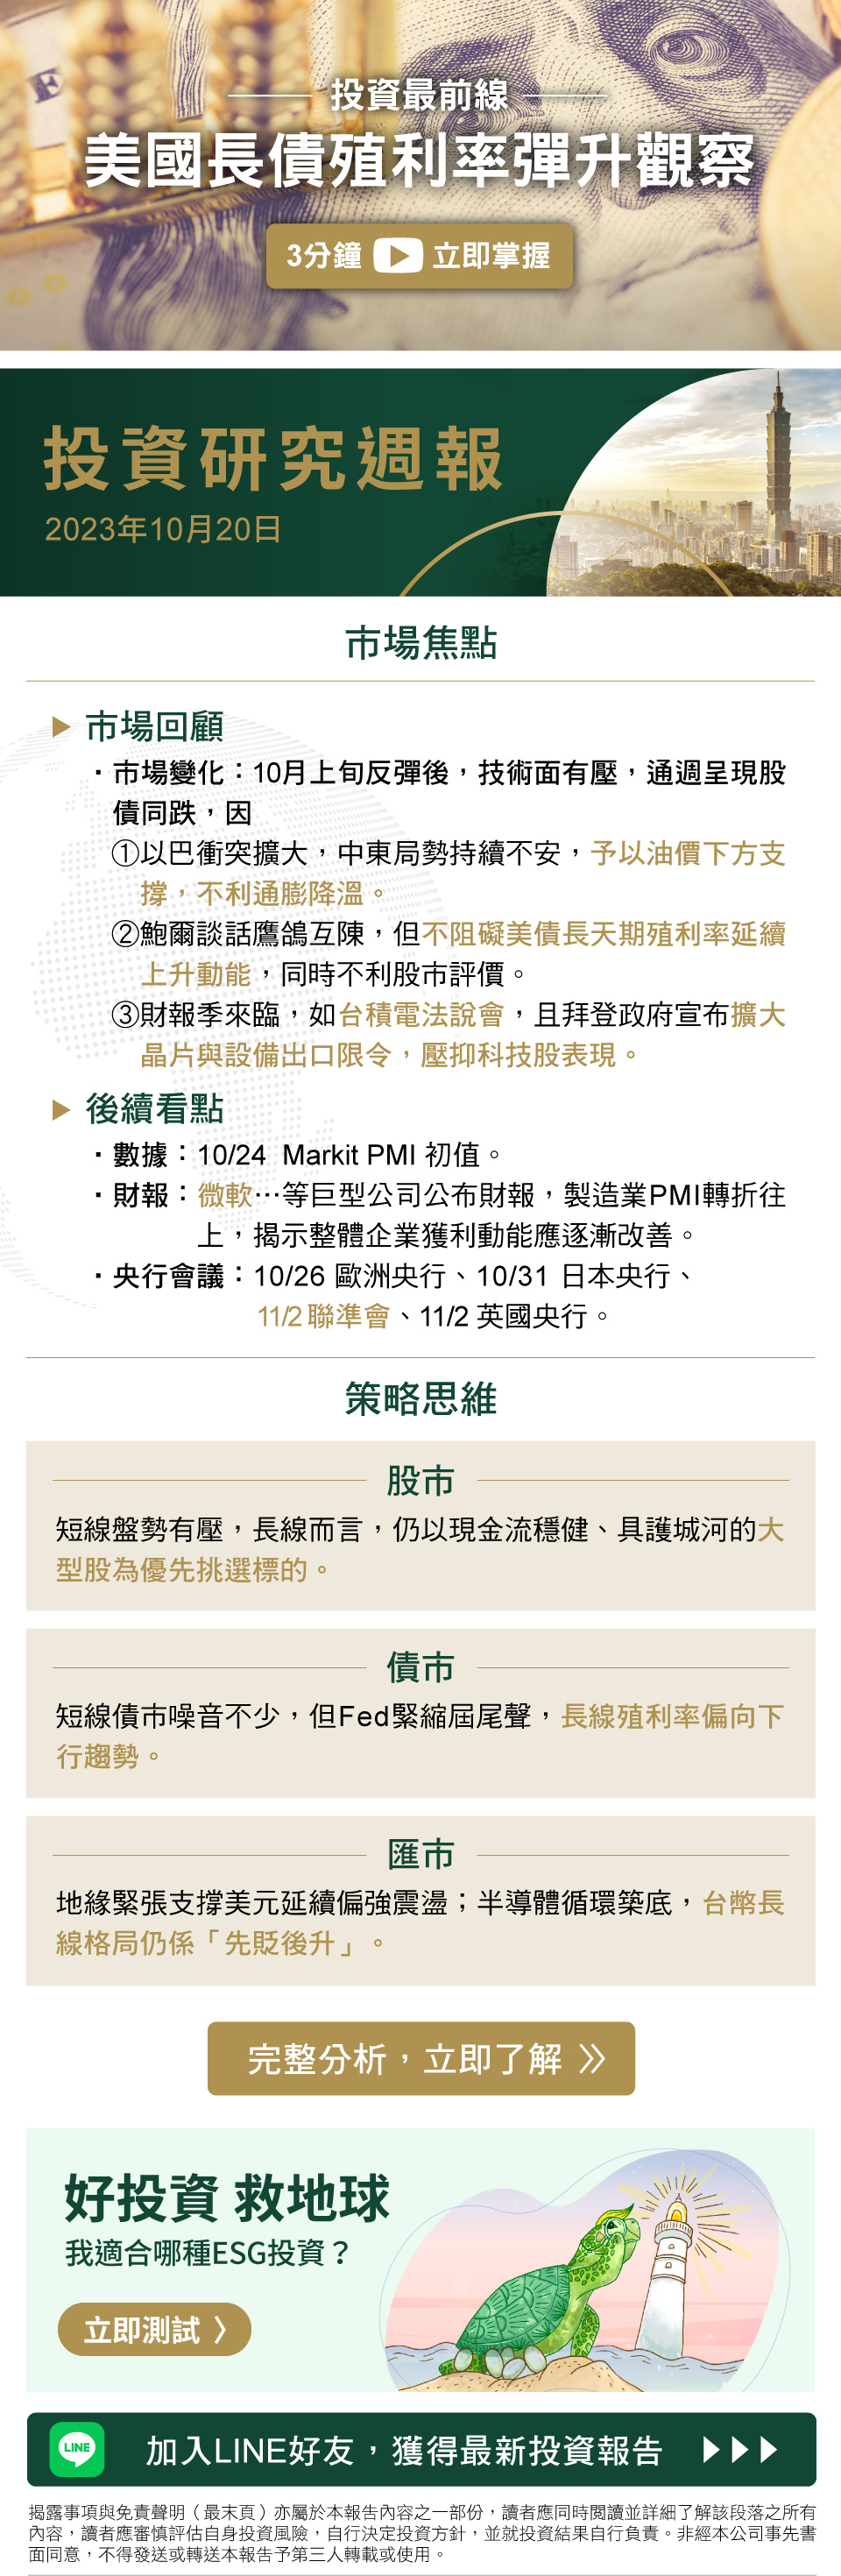 投資最前線
美國長債殖利率彈升觀察
3分鐘 立即掌握
投資研究週報
2023年10月20日
市場焦點
市場回顧
・市場變化：10月上旬反彈後，技術面有壓，通週呈現股
債同跌，因
①以巴衝突擴大，中東局勢持續不安，予以油價下方支
撐，不利通膨降溫。
②鮑爾談話鷹鴿互陳，但不阻礙美債長天期殖利率延續
上升動能，同時不利股市評價。
③財報季來臨，如台積電法說會，且拜登政府宣布擴大
晶片與設備出口限令，壓抑科技股表現。
後續看點
・數據：10/24 Markit PMI 初值。
・財報：微軟…等巨型公司公布財報，製造業PMI轉折往
上，揭示整體企業獲利動能應逐漸改善。
・央行會議：10/26 歐洲央行、10/31 日本央行、
11/2 聯準會、11/2 英國央行。
策略思維
股市
短線盤勢有壓，長線而言，仍以現金流穩健、具護城河的大
型股為優先挑選標的。
債市
短線債市噪音不少，但Fed緊縮屆尾聲，長線殖利率偏向下
行趨勢。
匯市
地緣緊張支撐美元延續偏強震盪；半導體循環築底，台幣長
線格局仍係「先貶後升」。
完整分析，立即了解
好投資 救地球
我適合哪種ESG投資？
立即測試
LINE 加入LINE好友，獲得最新投資報告
揭露事項與免責聲明（最末頁）亦屬於本報告內容之一部份，讀者應同時閱讀並詳細了解該段落之所有
內容，讀者應審慎評估自身投資風險，自行決定投資方針，並就投資結果自行負責。非經本公司事先書
面同意，不得發送或轉送本報告予第三人轉載或使用。